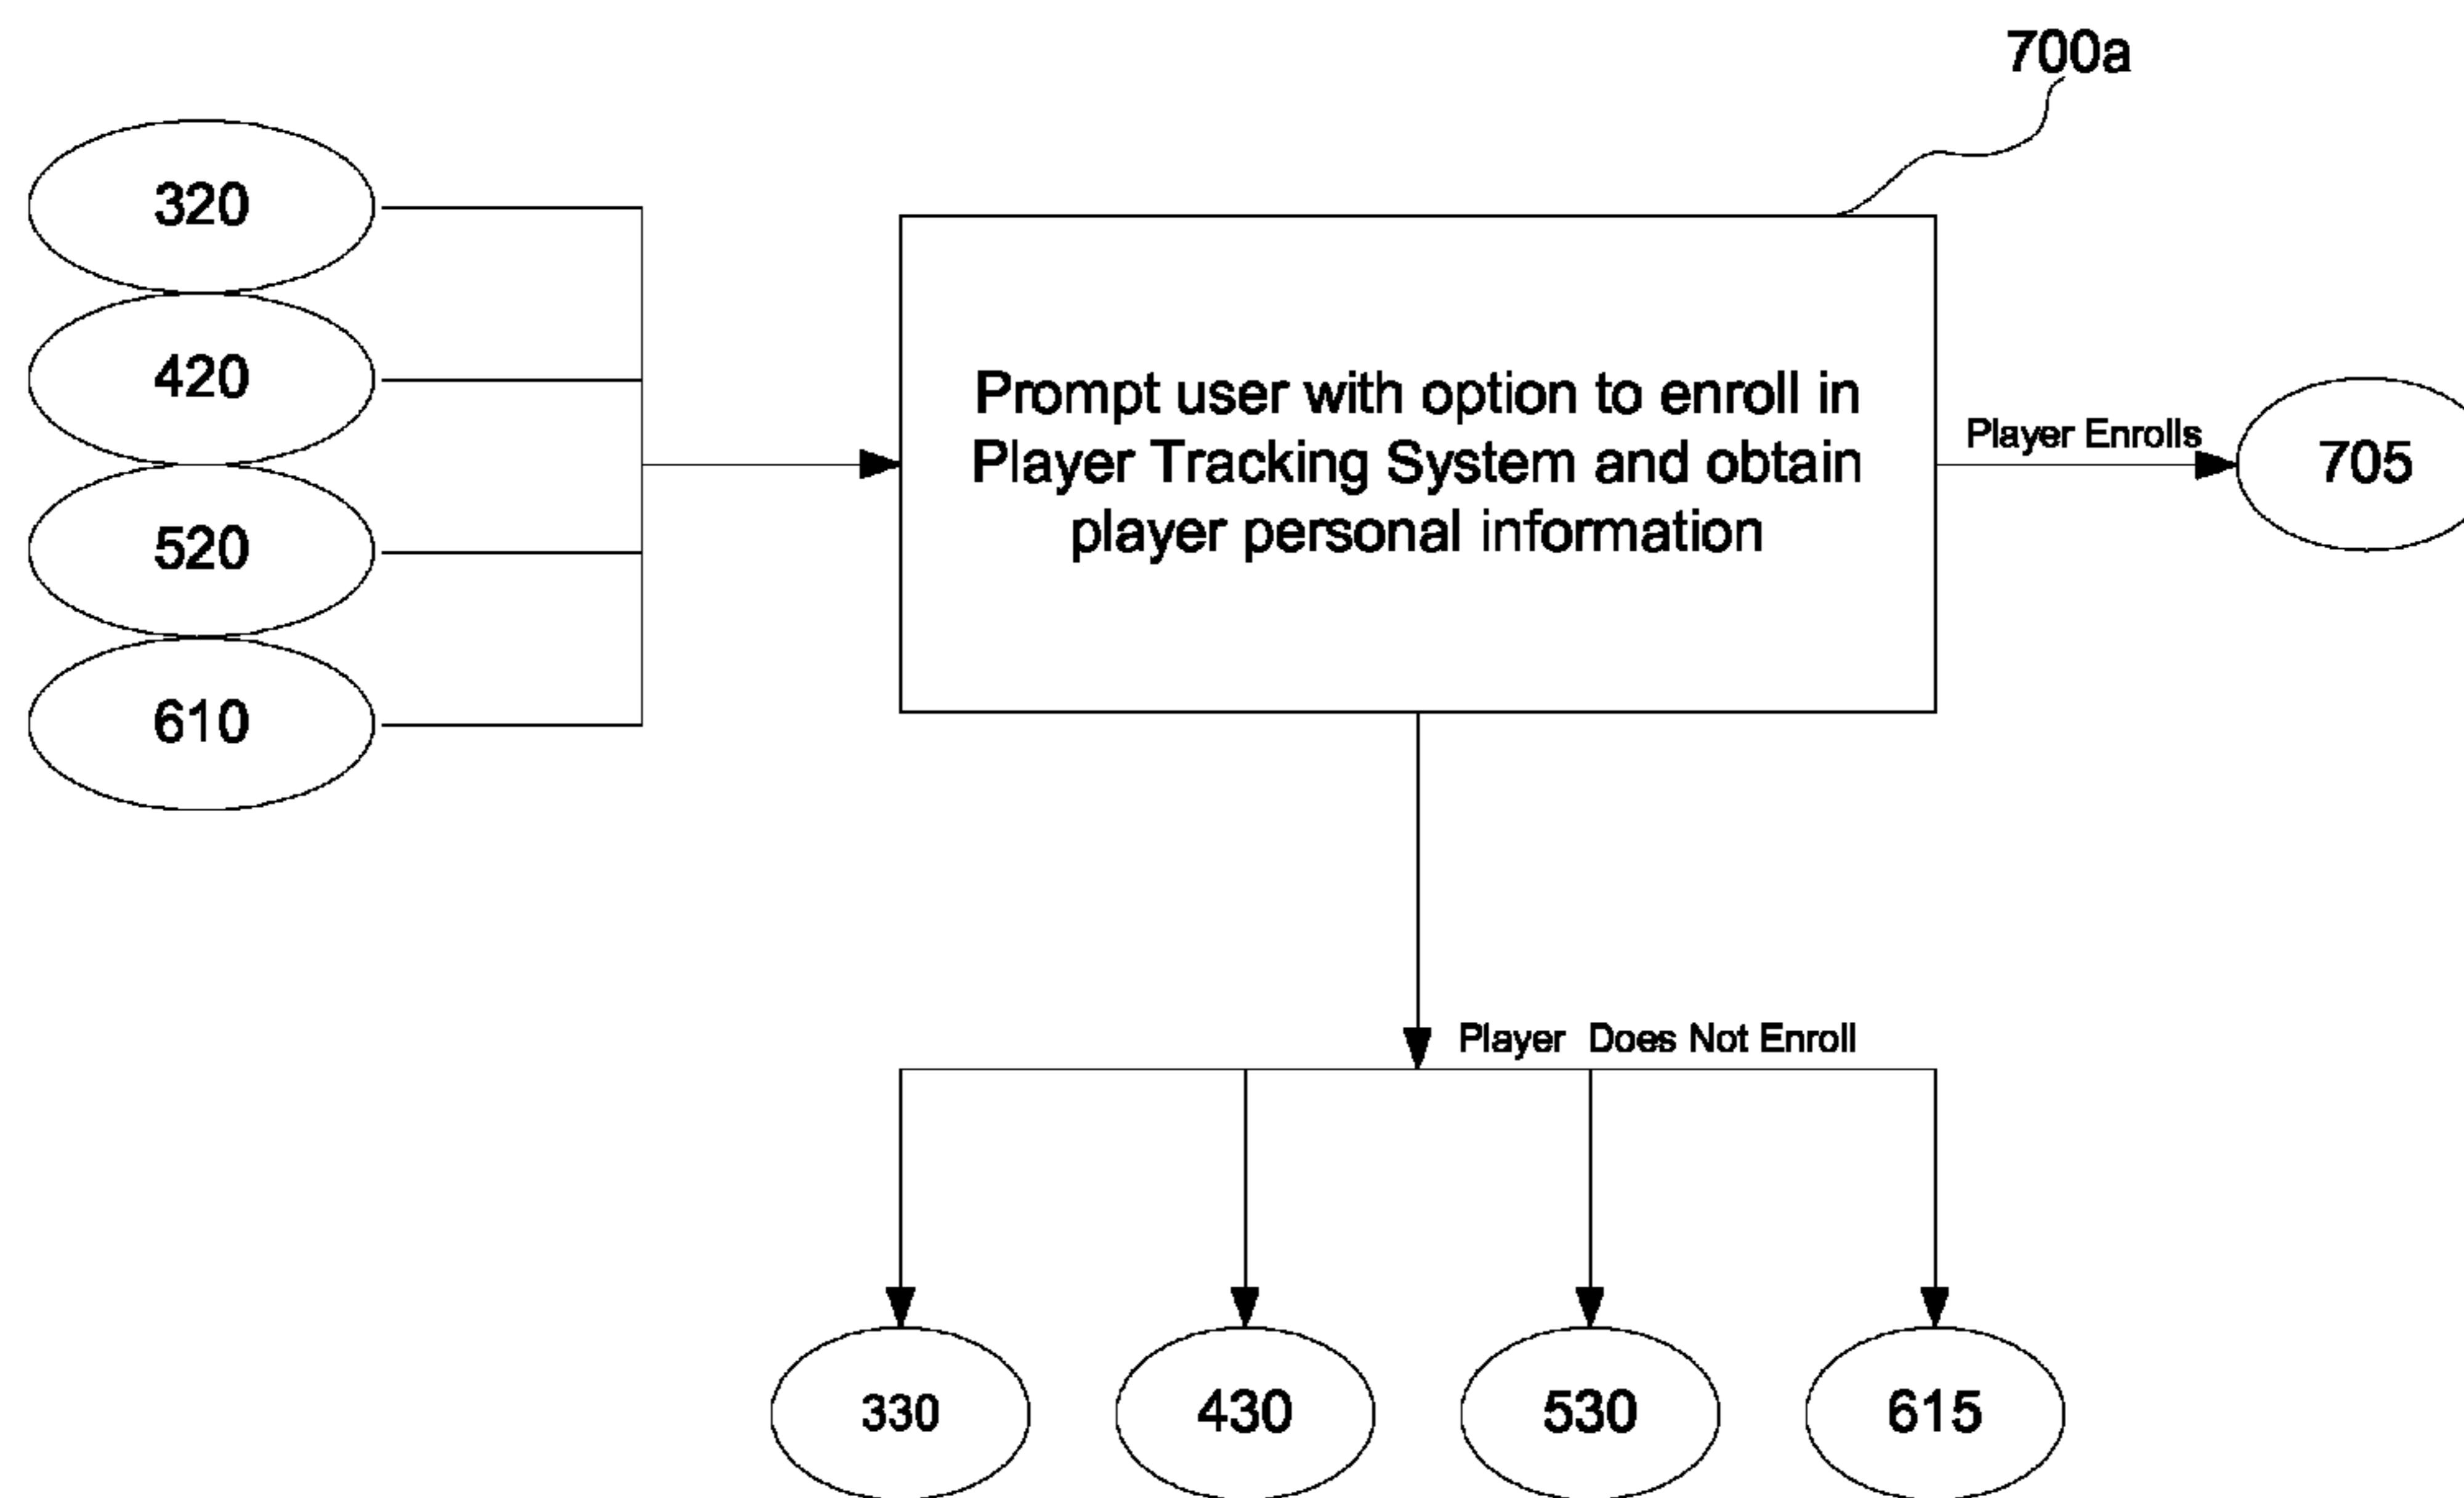 700a
320
420
520
610
Prompt user with option to enroll in
Player Tracking System and obtain
player personal information
Player Enrolls
705
Player Does Not Enroll
330
430
530
615